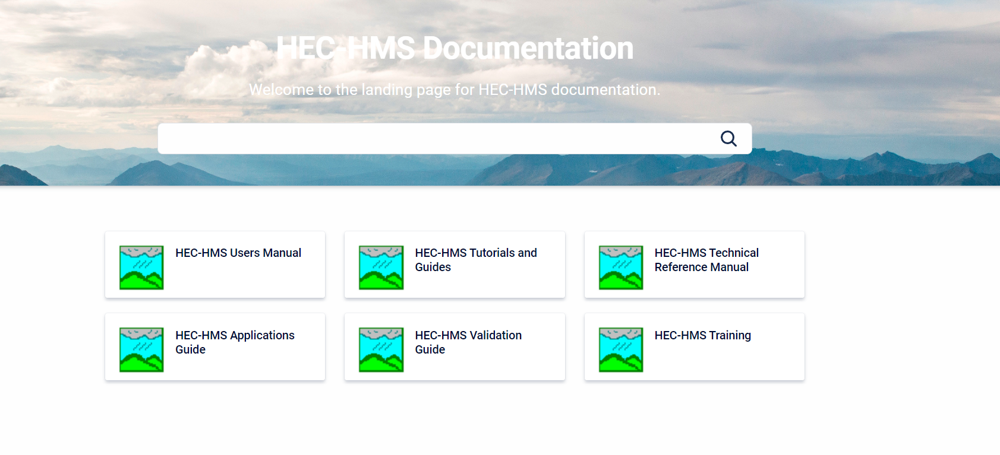 HEC-HMS Documentation
Welcome to the landing page for HEC-HMS documentation.
HEC-HMS Users Manual
HEC-HMS Tutorials and
Guides
HEC-HMS Technical
Reference Manual
HEC-HMS Applications
Guide
HEC-HMS Validation
Guide
HEC-HMS Training